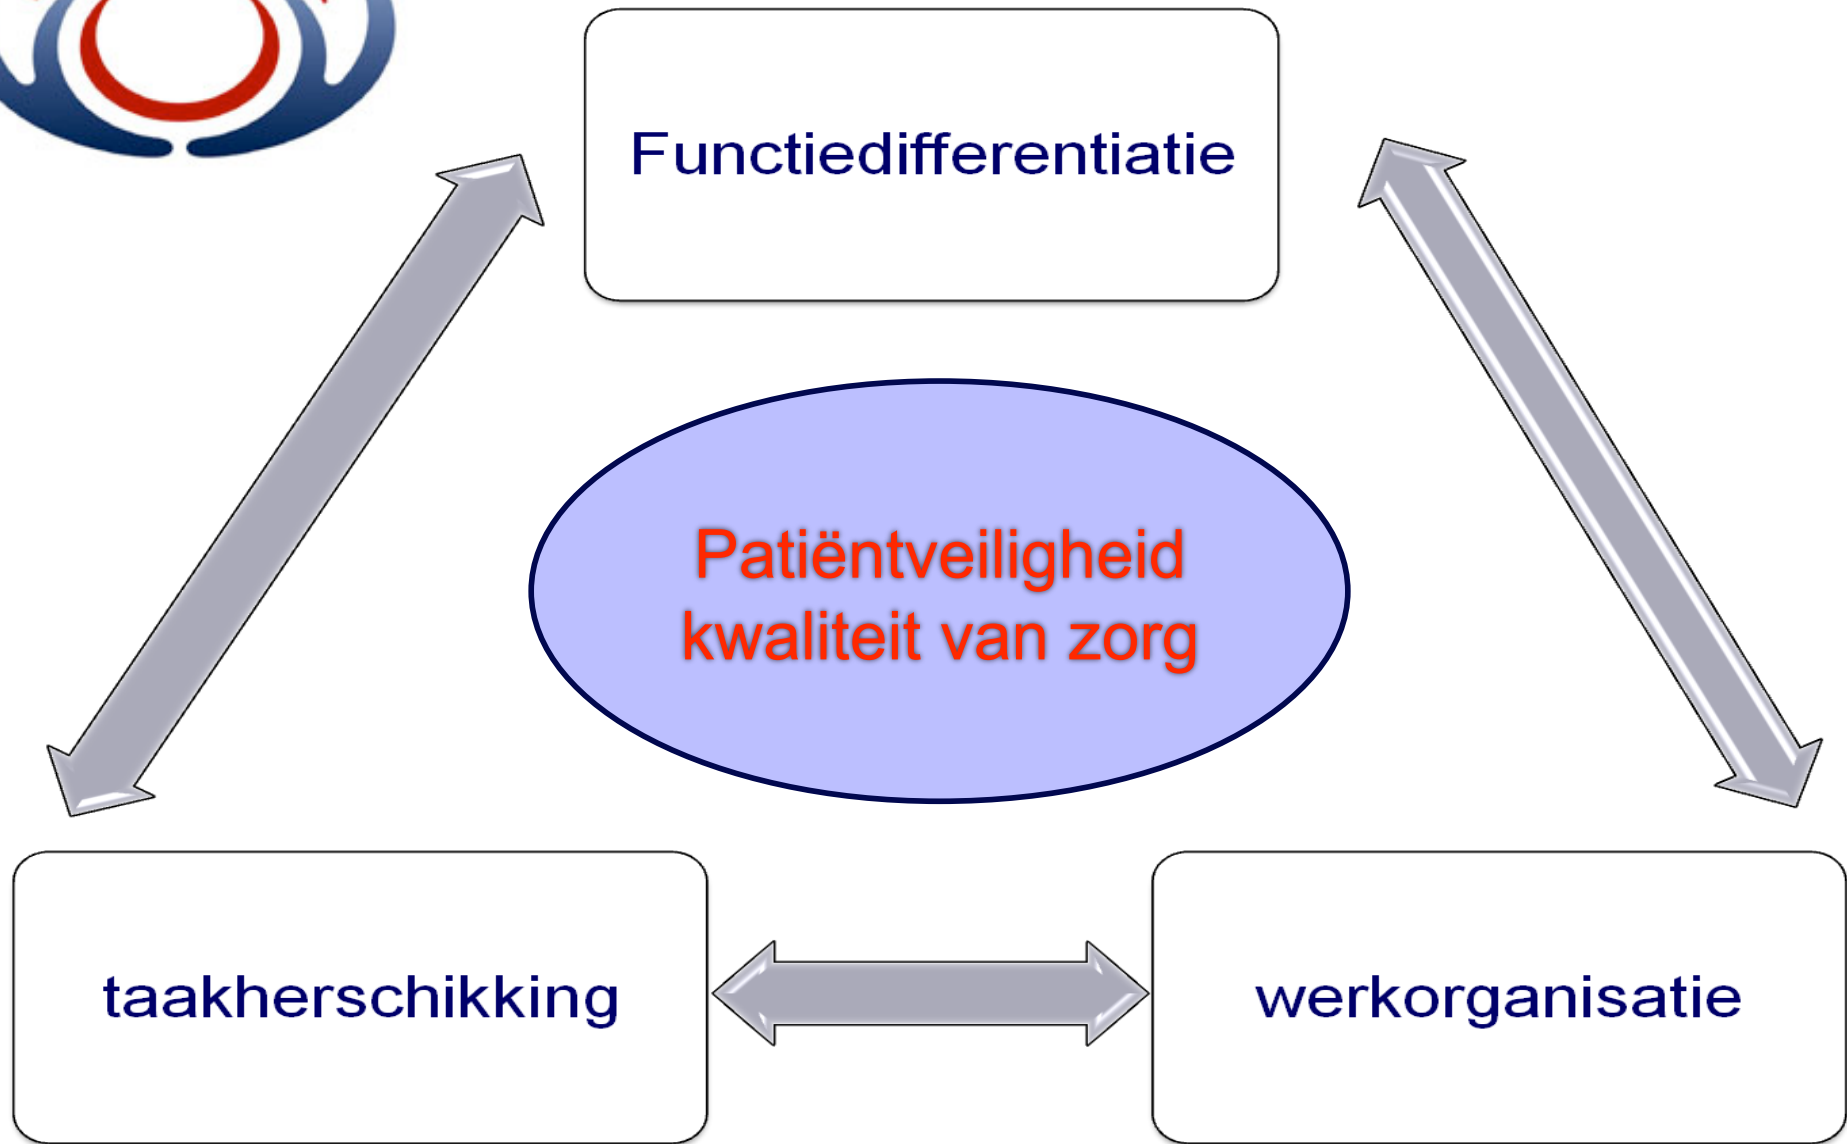 Functiedifferentiatie
Patiëntveiligheid
kwaliteit van zorg
taakherschikking
werkorganisatie